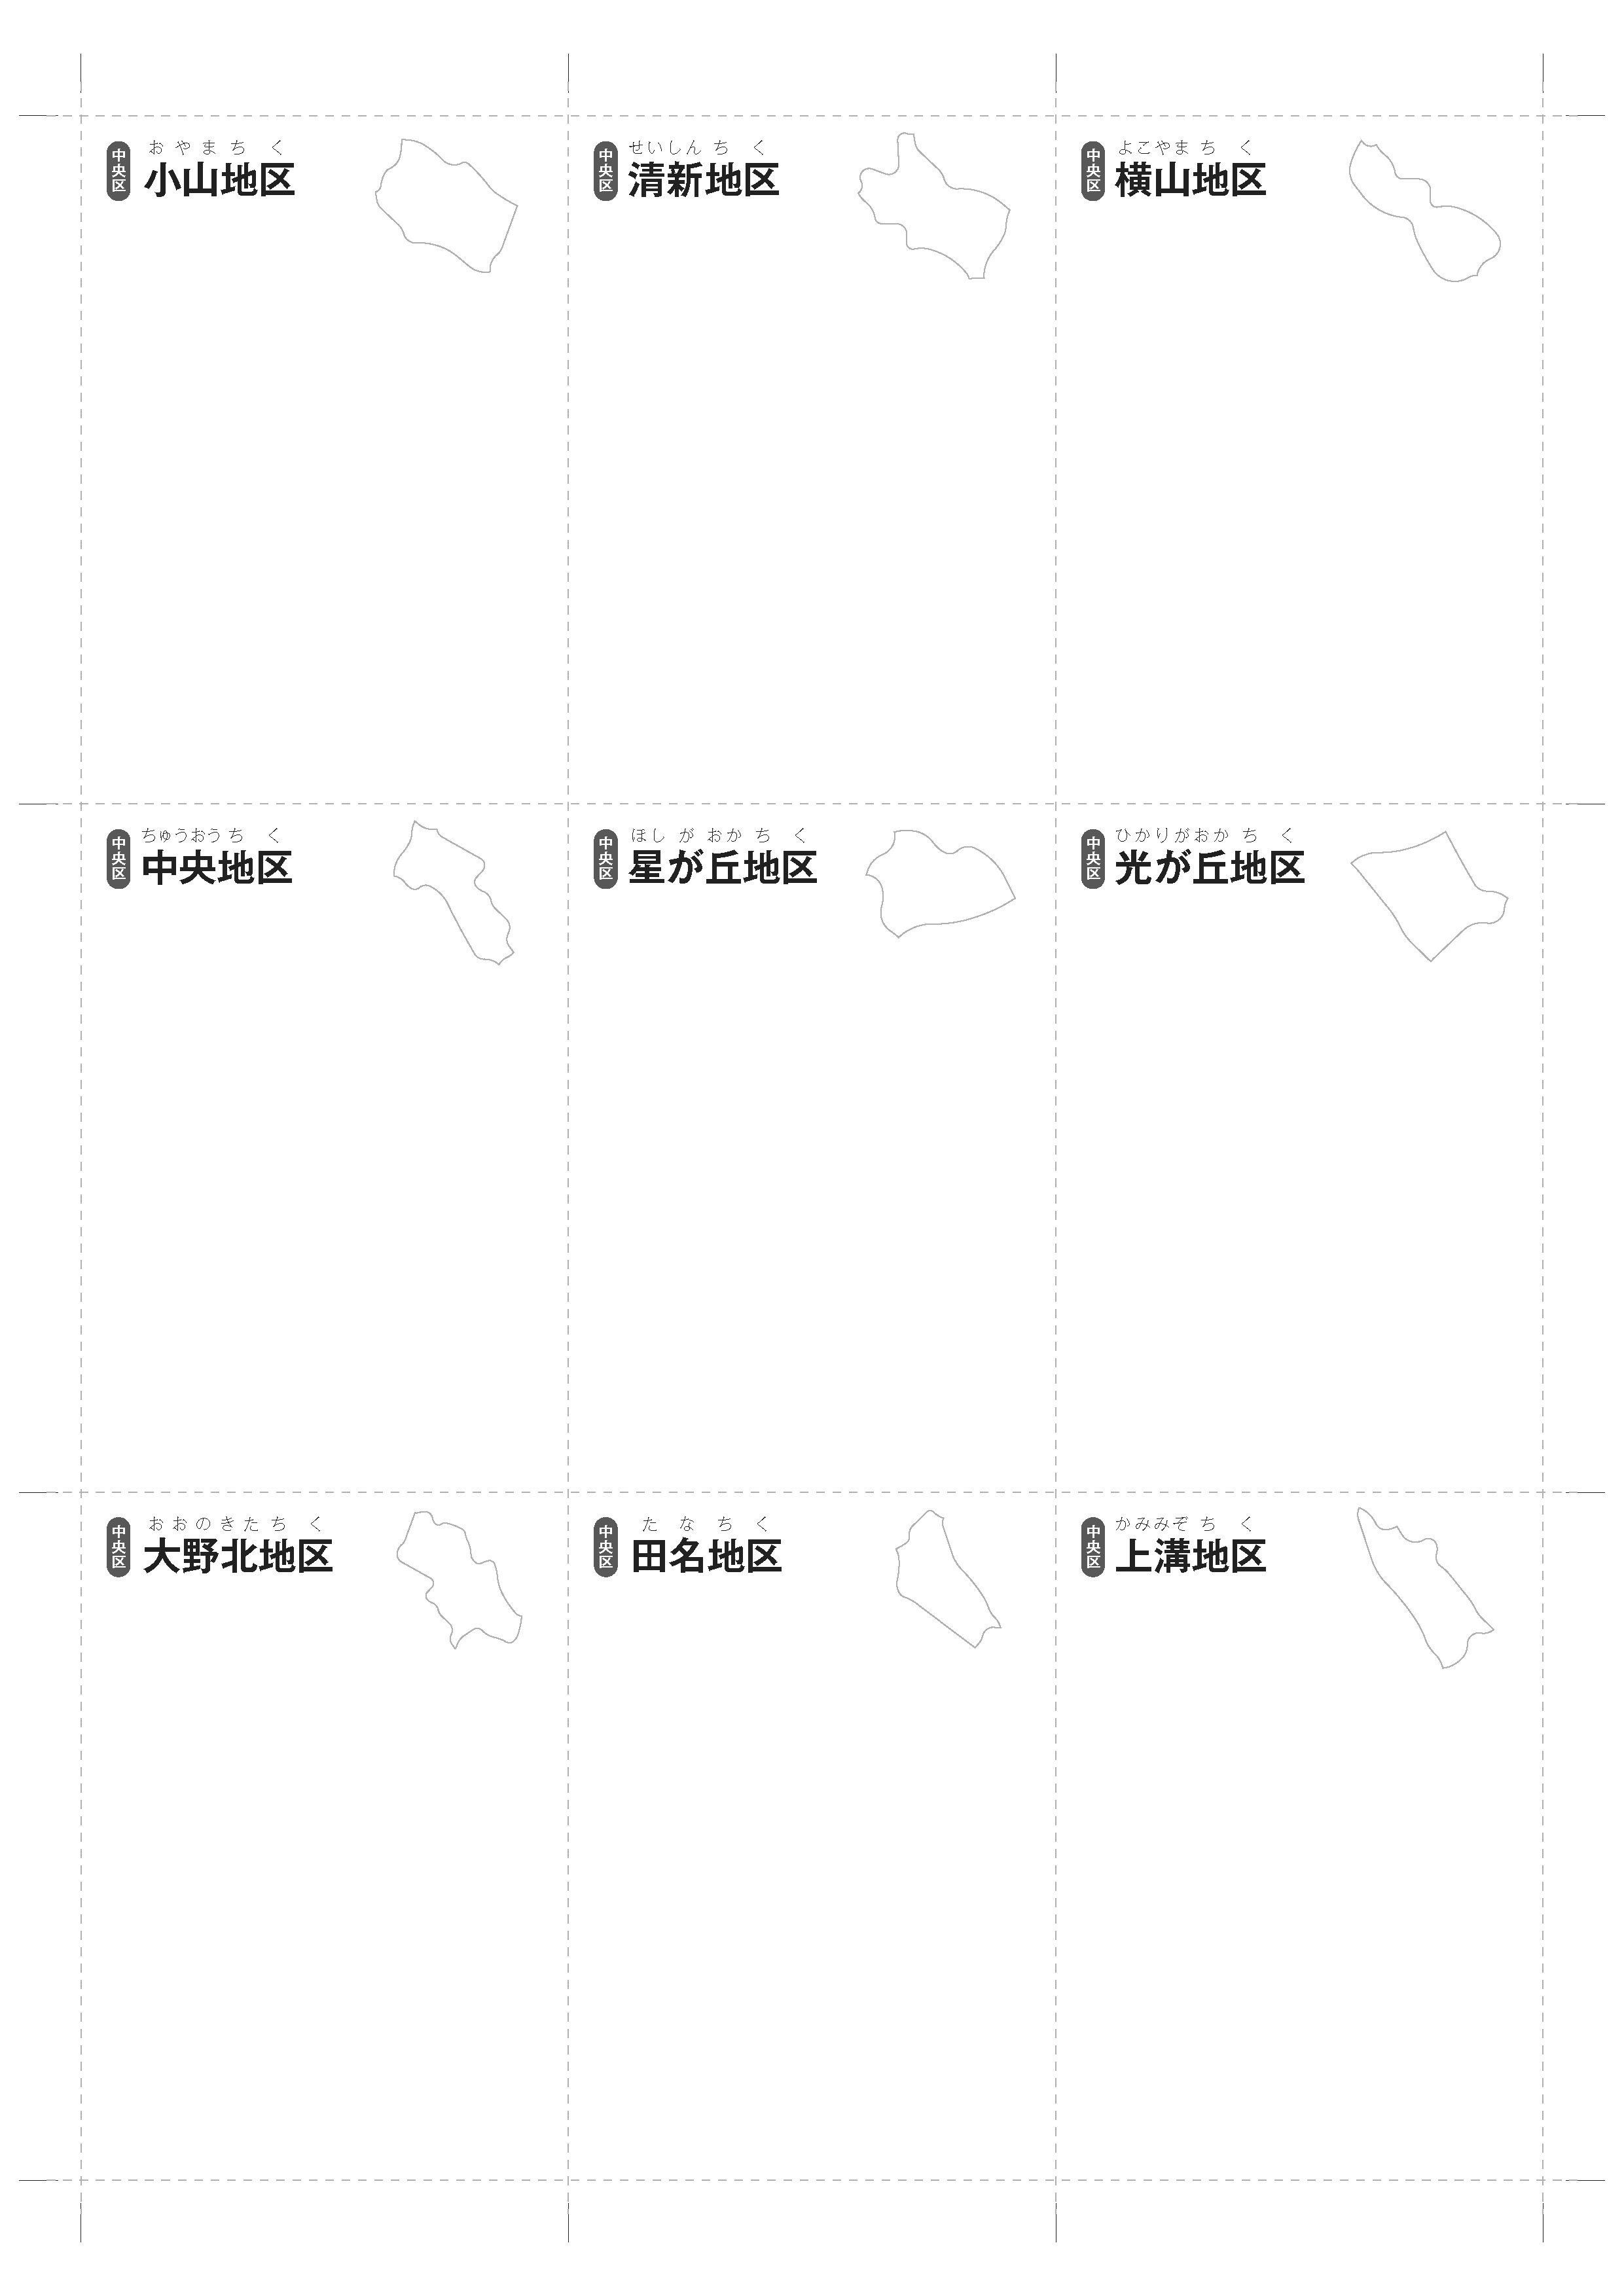 中央区
おやまちく
小山地区
中央区
せいしんちく
清新地区
中央区
よこやまちく
横山地区
中央区
ちゅうおうちく
中央地区
中央区
ほしがおかちく
星が丘地区
中央区
ひかりがおかちく
光が丘地区
中央区
おおのきたちく
大野北地区
中央区
たなちく
田名地区
中央区
かみみぞちく
上溝地区